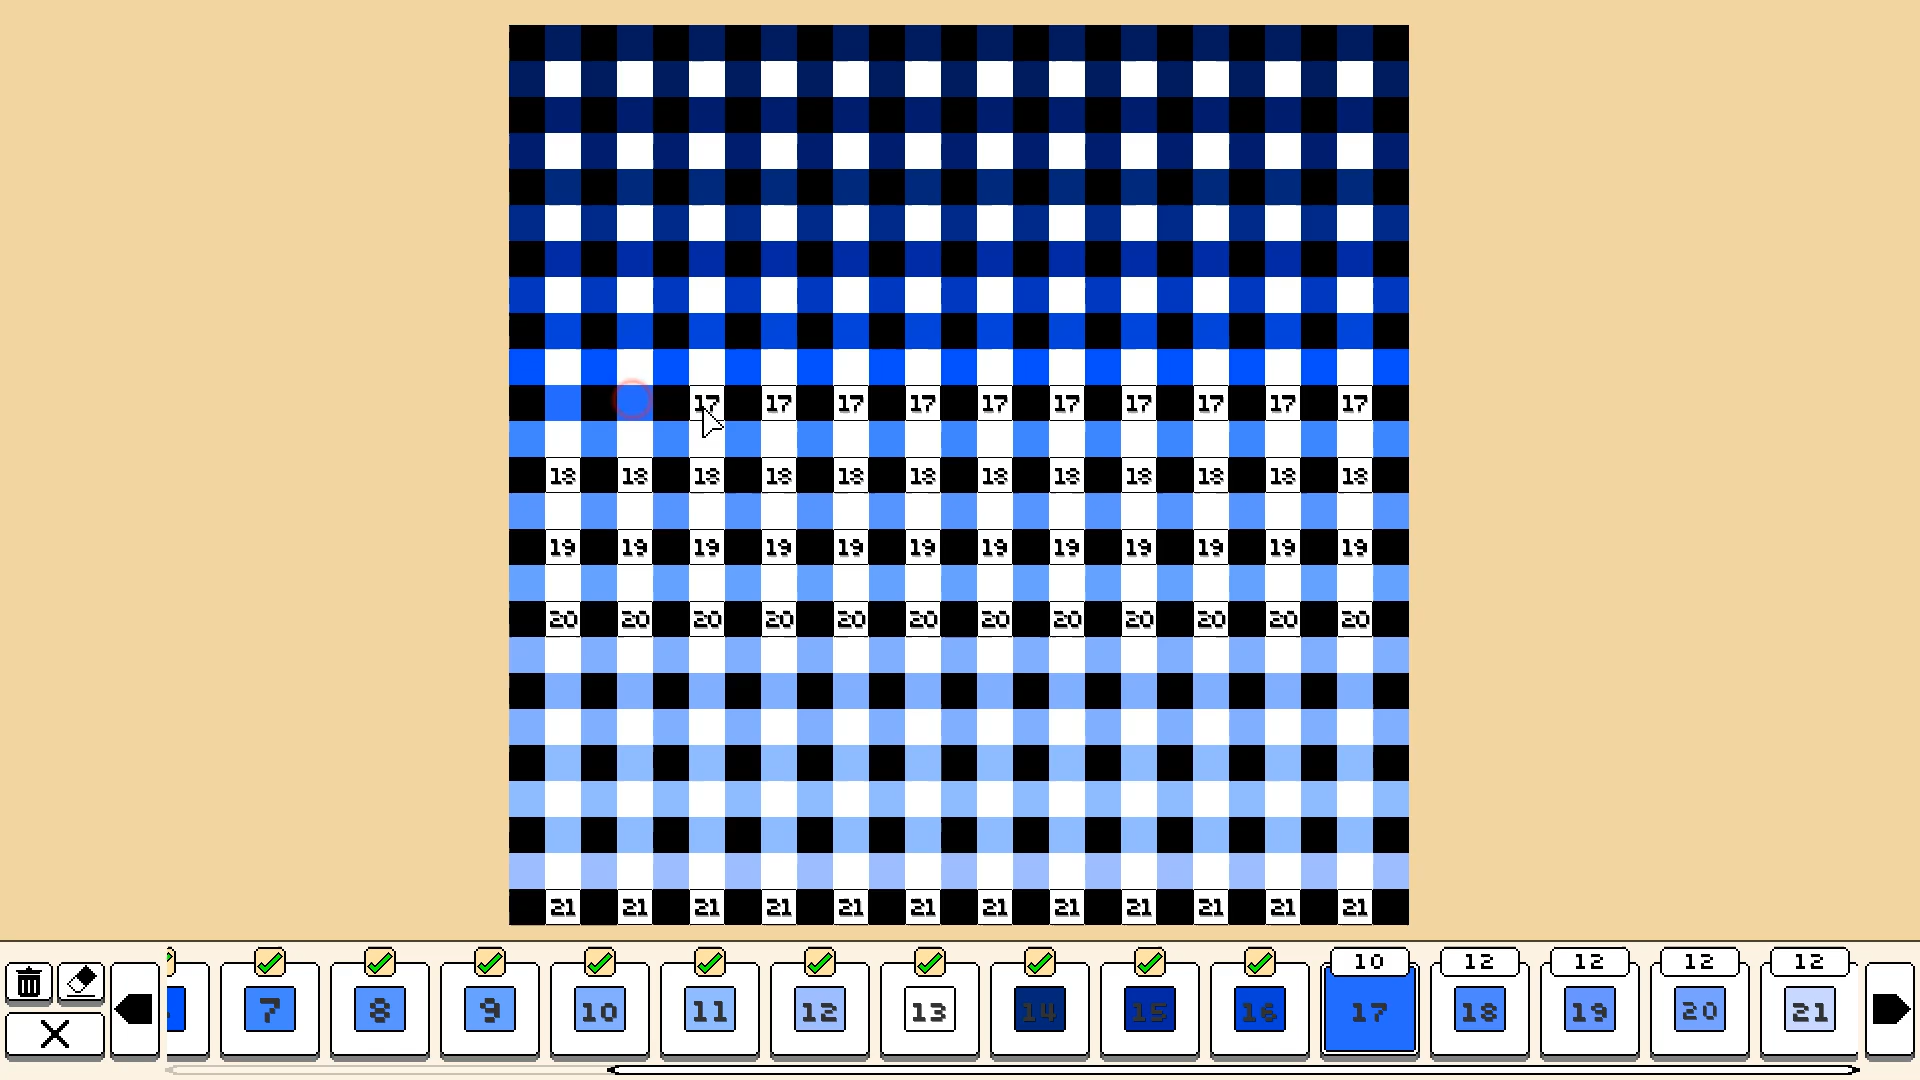 17 17 17 17 17 17 17 17 17 17
18 18 18 18 18 18 18 18 18 18 18 18
19 19 19 19 19 19 19 19 19 19 19 19
20 20 20 20 20 20 20 20 20 20 20 20
21 21 21 21 21 21 21 21 21 21 21 21
10 12 12 12 12
7 8 9 10 11 12 13 14 15 16 17 18 19 20 21